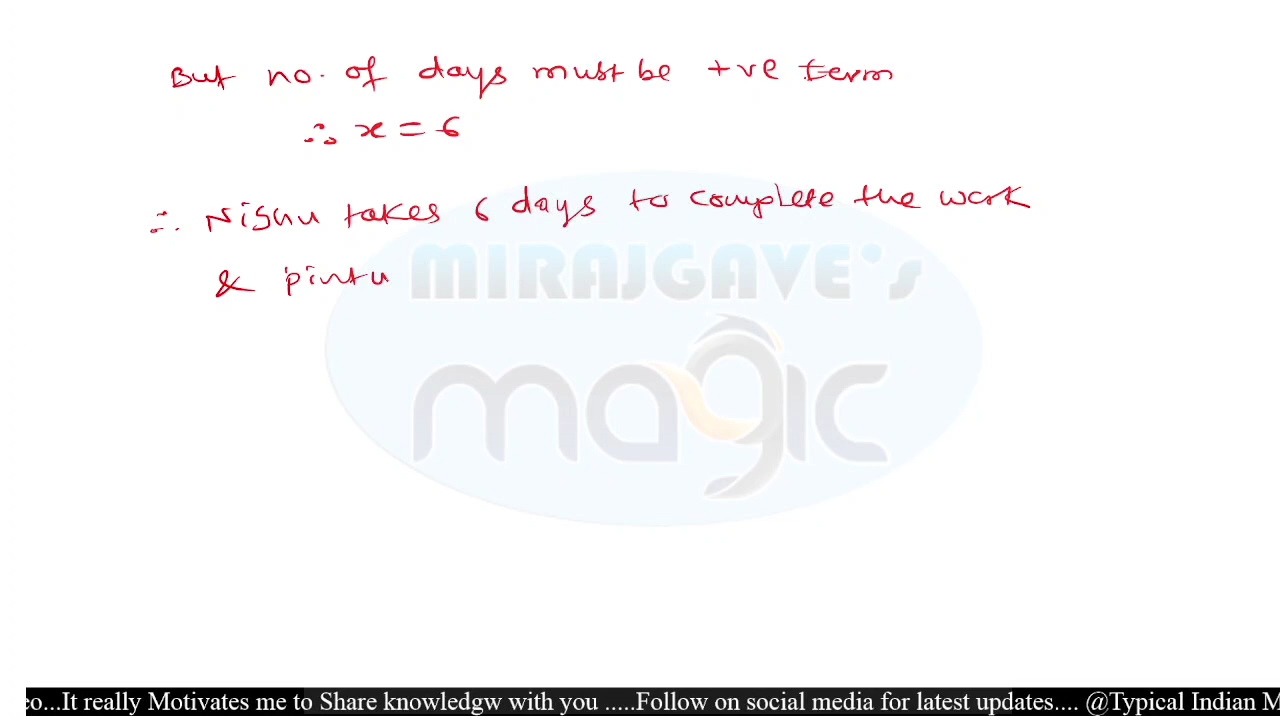 But no. of days must be +ve term
∴ x = 6
∴ Nishu takes 6 days to complete the work
& pintu
MIRAJGAVE's
magic
eo...It really Motivates me to Share knowledgw with you .....Follow on social media for latest updates.... @Typical Indian M